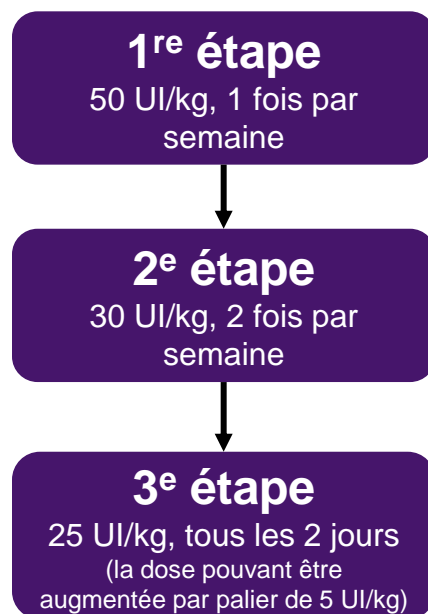 1re étape
50 UI/kg, 1 fois par
semaine
2e étape
30 UI/kg, 2 fois par
semaine
3e étape
25 UI/kg, tous les 2 jours
(la dose pouvant être
augmentée par palier de 5 UI/kg)